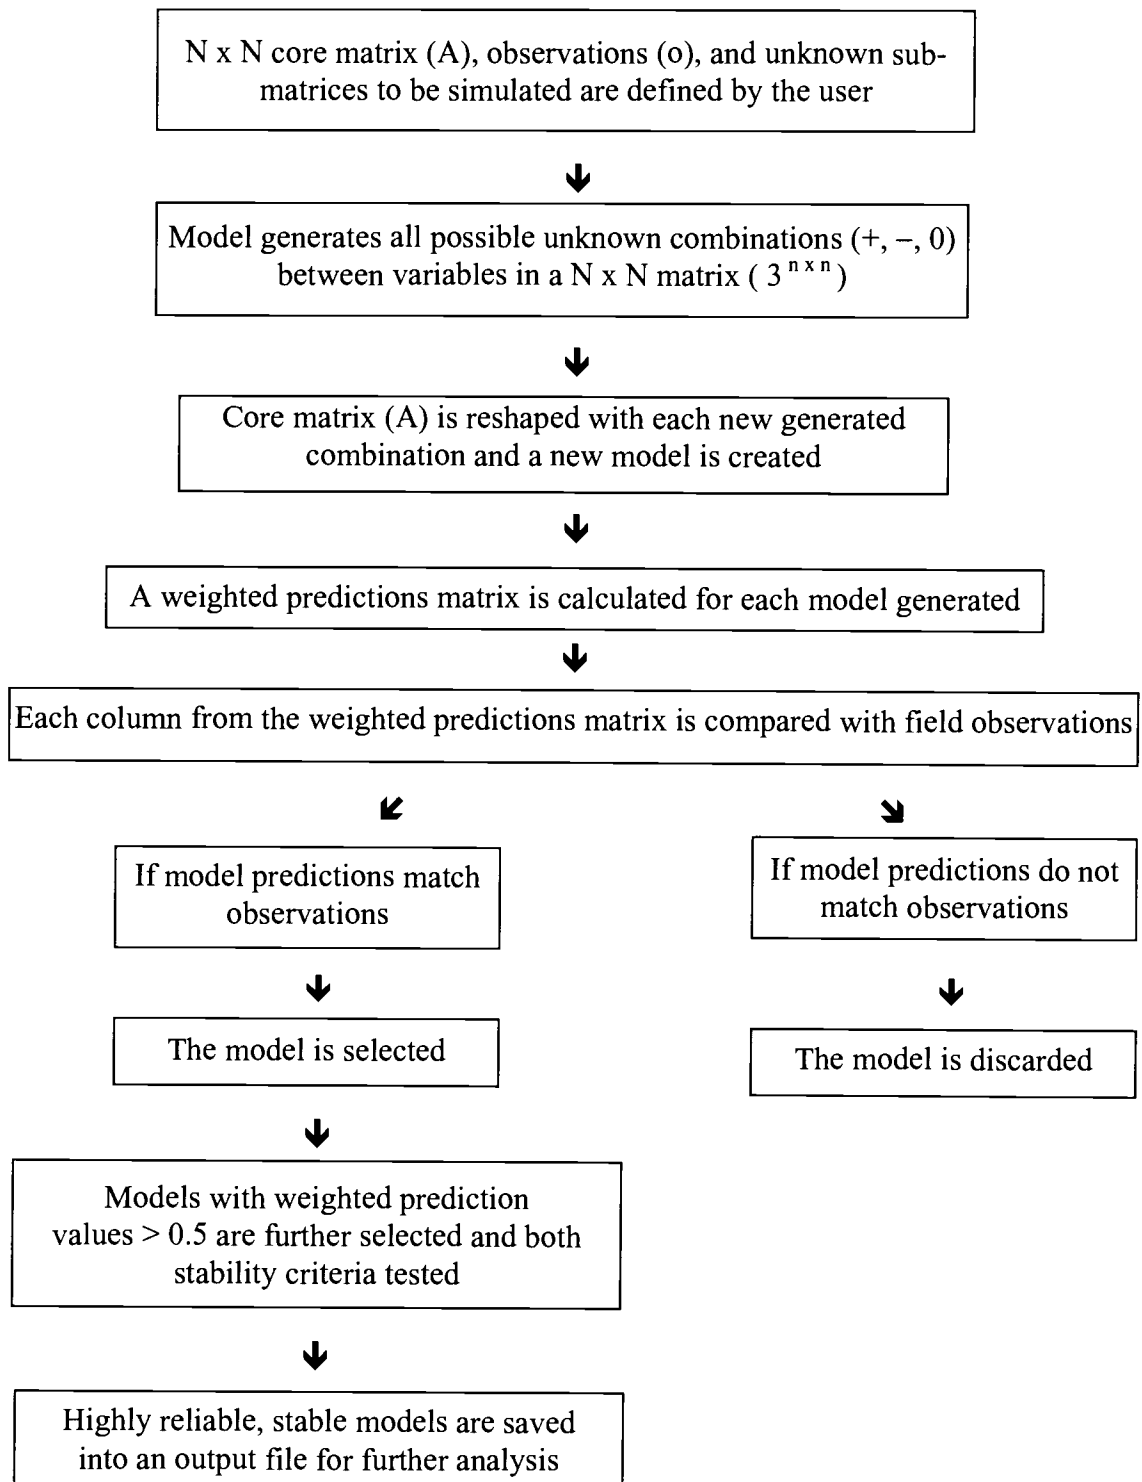 N x N core matrix (A), observations (o), and unknown sub-
matrices to be simulated are defined by the user
Model generates all possible unknown combinations (+, –, 0)
between variables in a N x N matrix ( 3 ⁿ ˣ ⁿ )
Core matrix (A) is reshaped with each new generated
combination and a new model is created
A weighted predictions matrix is calculated for each model generated
Each column from the weighted predictions matrix is compared with field observations
If model predictions match
observations
If model predictions do not
match observations
The model is selected
The model is discarded
Models with weighted prediction
values > 0.5 are further selected and both
stability criteria tested
Highly reliable, stable models are saved
into an output file for further analysis